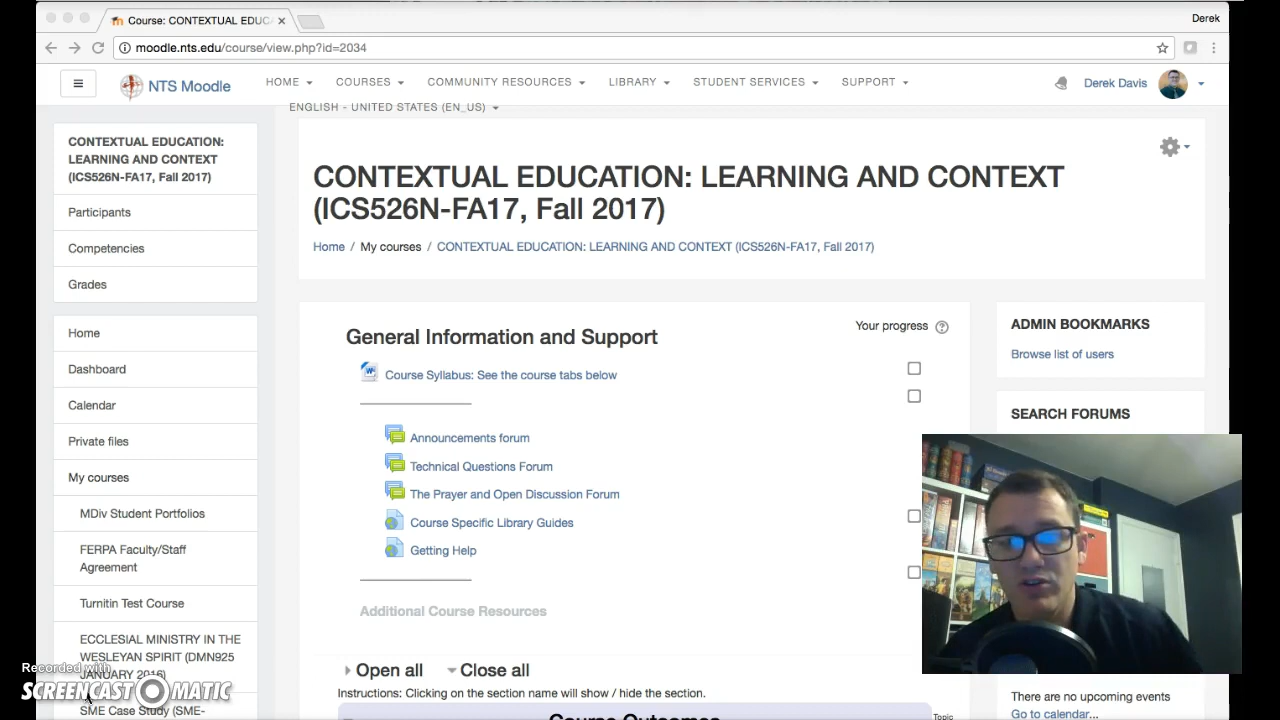 Course: CONTEXTUAL EDUCA
Derek
moodle.nts.edu/course/view.php?id=2034
NTS Moodle
HOME
COURSES
COMMUNITY RESOURCES
LIBRARY
STUDENT SERVICES
SUPPORT
Derek Davis
ENGLISH - UNITED STATES (EN_US)
CONTEXTUAL EDUCATION:
LEARNING AND CONTEXT
(ICS526N-FA17, Fall 2017)
Participants
Competencies
Grades
Home
Dashboard
Calendar
Private files
My courses
MDiv Student Portfolios
FERPA Faculty/Staff
Agreement
Turnitin Test Course
ECCLESIAL MINISTRY IN THE
WESLEYAN SPIRIT (DMN925
JANUARY 2016)
SME Case Study (SME-
CONTEXTUAL EDUCATION: LEARNING AND CONTEXT
(ICS526N-FA17, Fall 2017)
Home / My courses / CONTEXTUAL EDUCATION: LEARNING AND CONTEXT (ICS526N-FA17, Fall 2017)
General Information and Support
Your progress
Course Syllabus: See the course tabs below
Announcements forum
Technical Questions Forum
The Prayer and Open Discussion Forum
Course Specific Library Guides
Getting Help
Additional Course Resources
Open all
Close all
Instructions: Clicking on the section name will show / hide the section.
Course Outcomes
Topic
ADMIN BOOKMARKS
Browse list of users
SEARCH FORUMS
There are no upcoming events
Go to calendar...
Recorded with
SCREENCAST MATIC